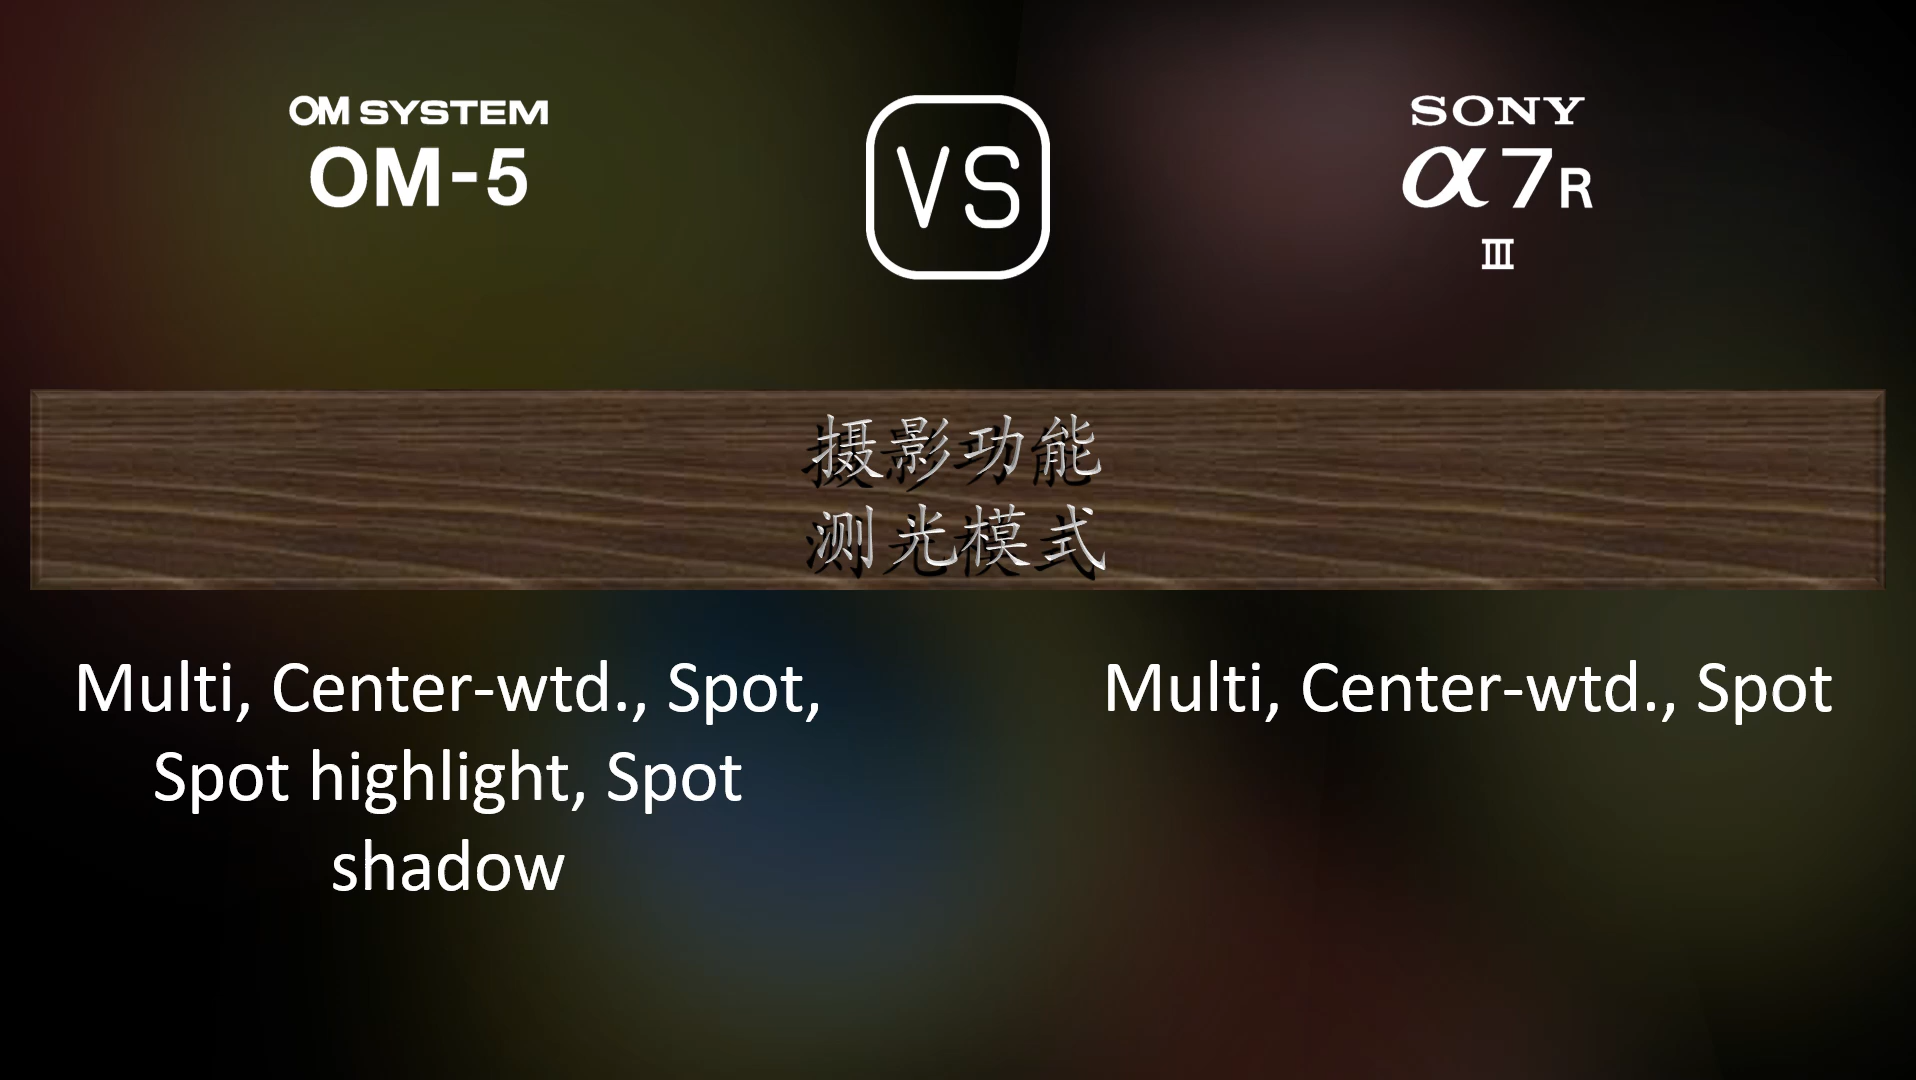 OM SYSTEM
OM-5
VS
SONY
α7R
III
摄影功能
测光模式
Multi, Center-wtd., Spot,
Spot highlight, Spot
shadow
Multi, Center-wtd., Spot